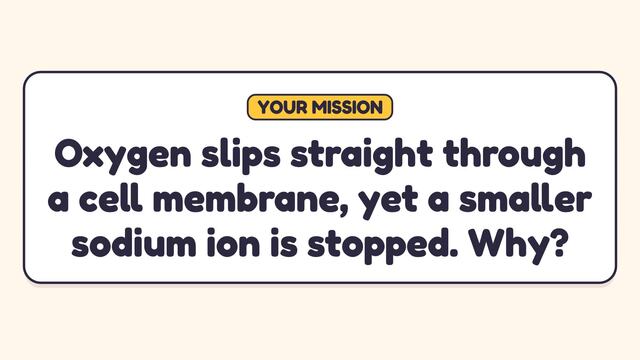 YOUR MISSION
Oxygen slips straight through
a cell membrane, yet a smaller
sodium ion is stopped. Why?